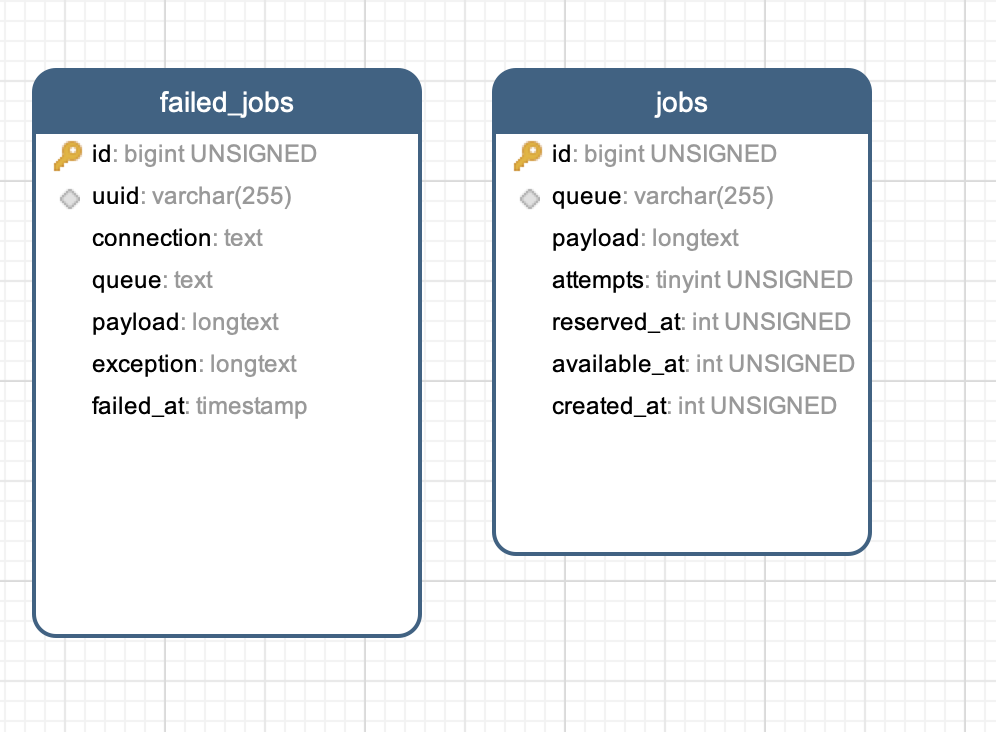 failed_jobs
id: bigint UNSIGNED
uuid: varchar(255)
connection: text
queue: text
payload: longtext
exception: longtext
failed_at: timestamp
jobs
id: bigint UNSIGNED
queue: varchar(255)
payload: longtext
attempts: tinyint UNSIGNED
reserved_at: int UNSIGNED
available_at: int UNSIGNED
created_at: int UNSIGNED